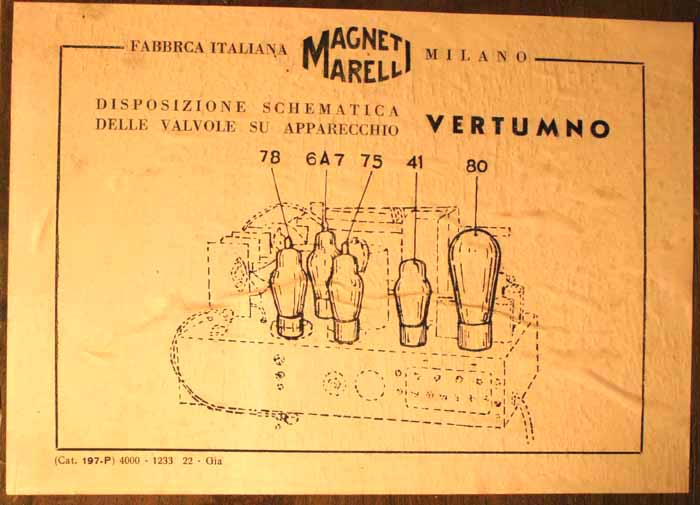 FABBRCA ITALIANA MAGNETI MARELLI MILANO
DISPOSIZIONE SCHEMATICA
DELLE VALVOLE SU APPARECCHIO VERTUMNO
78 6A7 75 41 80
(Cat. 197-P) 4000 - 1233 22 - Gia